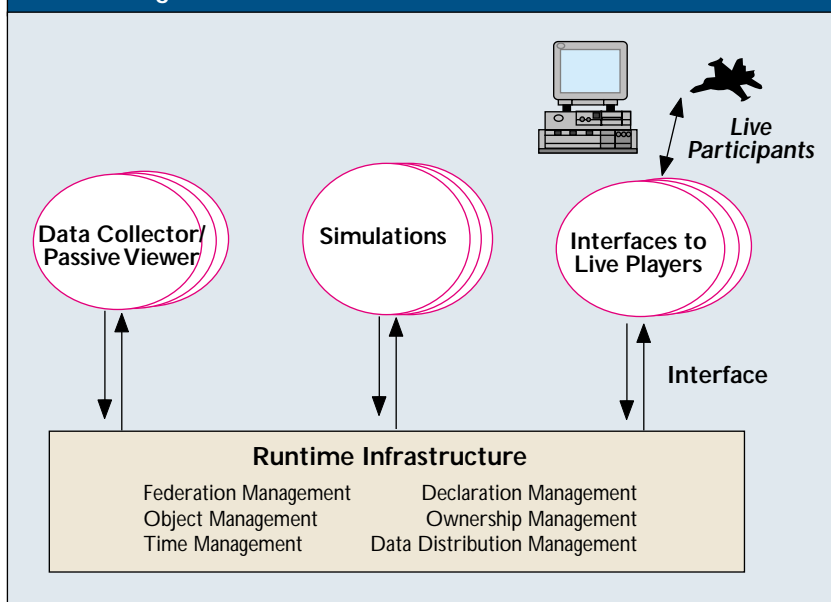 Live
Participants
Data Collector/
Passive Viewer
Simulations
Interfaces to
Live Players
Interface
Runtime Infrastructure
Federation Management
Declaration Management
Object Management
Ownership Management
Time Management
Data Distribution Management